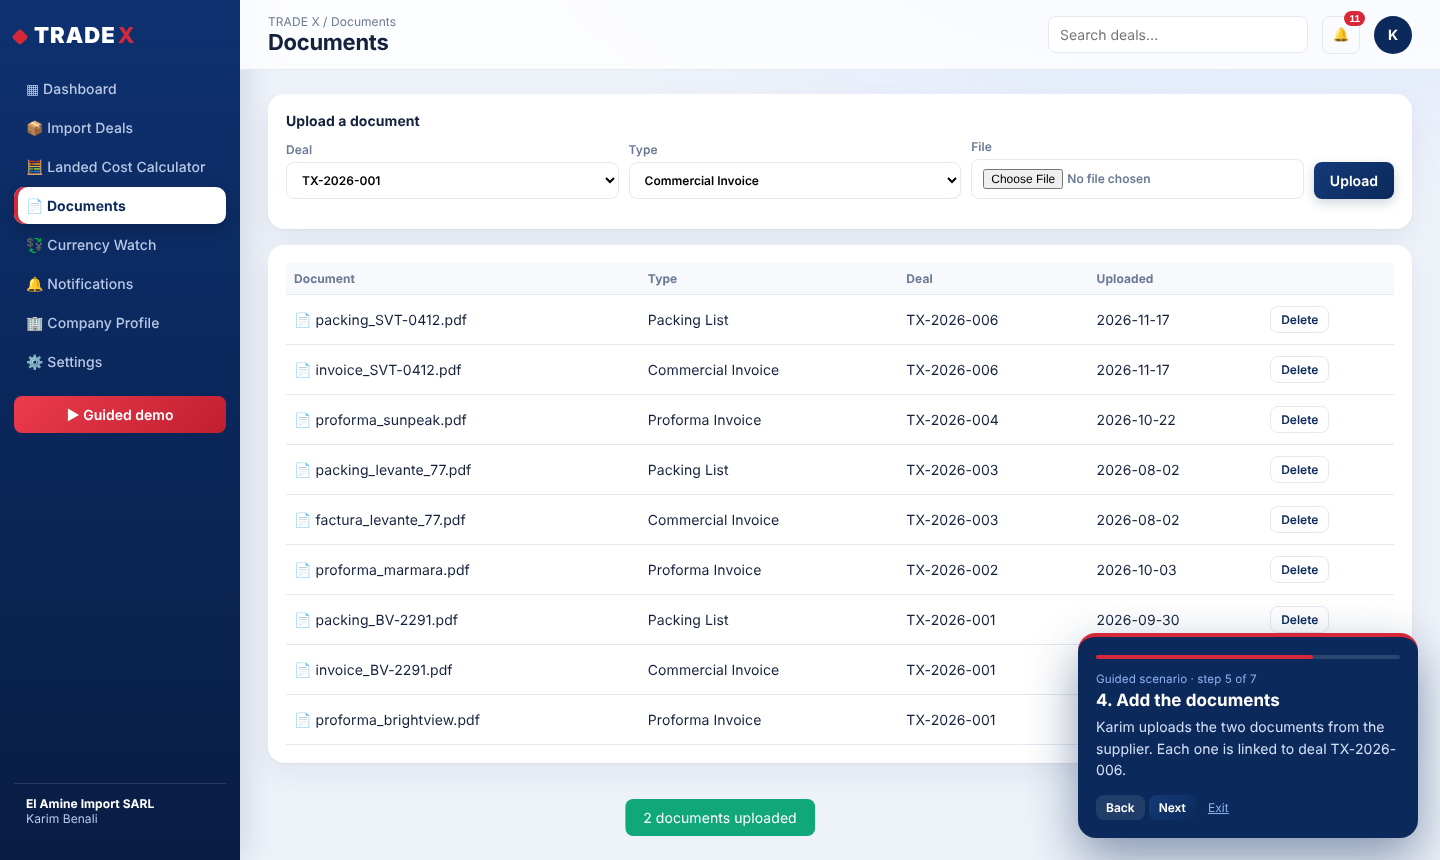 TRADE X
Dashboard
Import Deals
Landed Cost Calculator
Documents
Currency Watch
Notifications
Company Profile
Settings
▶ Guided demo
El Amine Import SARL
Karim Benali
TRADE X / Documents
Documents
Search deals...
11
K
Upload a document
Deal
Type
File
TX-2026-001
Commercial Invoice
Choose File No file chosen
Upload
Document Type Deal Uploaded
packing_SVT-0412.pdf Packing List TX-2026-006 2026-11-17 Delete
invoice_SVT-0412.pdf Commercial Invoice TX-2026-006 2026-11-17 Delete
proforma_sunpeak.pdf Proforma Invoice TX-2026-004 2026-10-22 Delete
packing_levante_77.pdf Packing List TX-2026-003 2026-08-02 Delete
factura_levante_77.pdf Commercial Invoice TX-2026-003 2026-08-02 Delete
proforma_marmara.pdf Proforma Invoice TX-2026-002 2026-10-03 Delete
packing_BV-2291.pdf Packing List TX-2026-001 2026-09-30 Delete
invoice_BV-2291.pdf Commercial Invoice TX-2026-001
proforma_brightview.pdf Proforma Invoice TX-2026-001
Guided scenario · step 5 of 7
4. Add the documents
Karim uploads the two documents from the
supplier. Each one is linked to deal TX-2026-
006.
Back Next Exit
2 documents uploaded